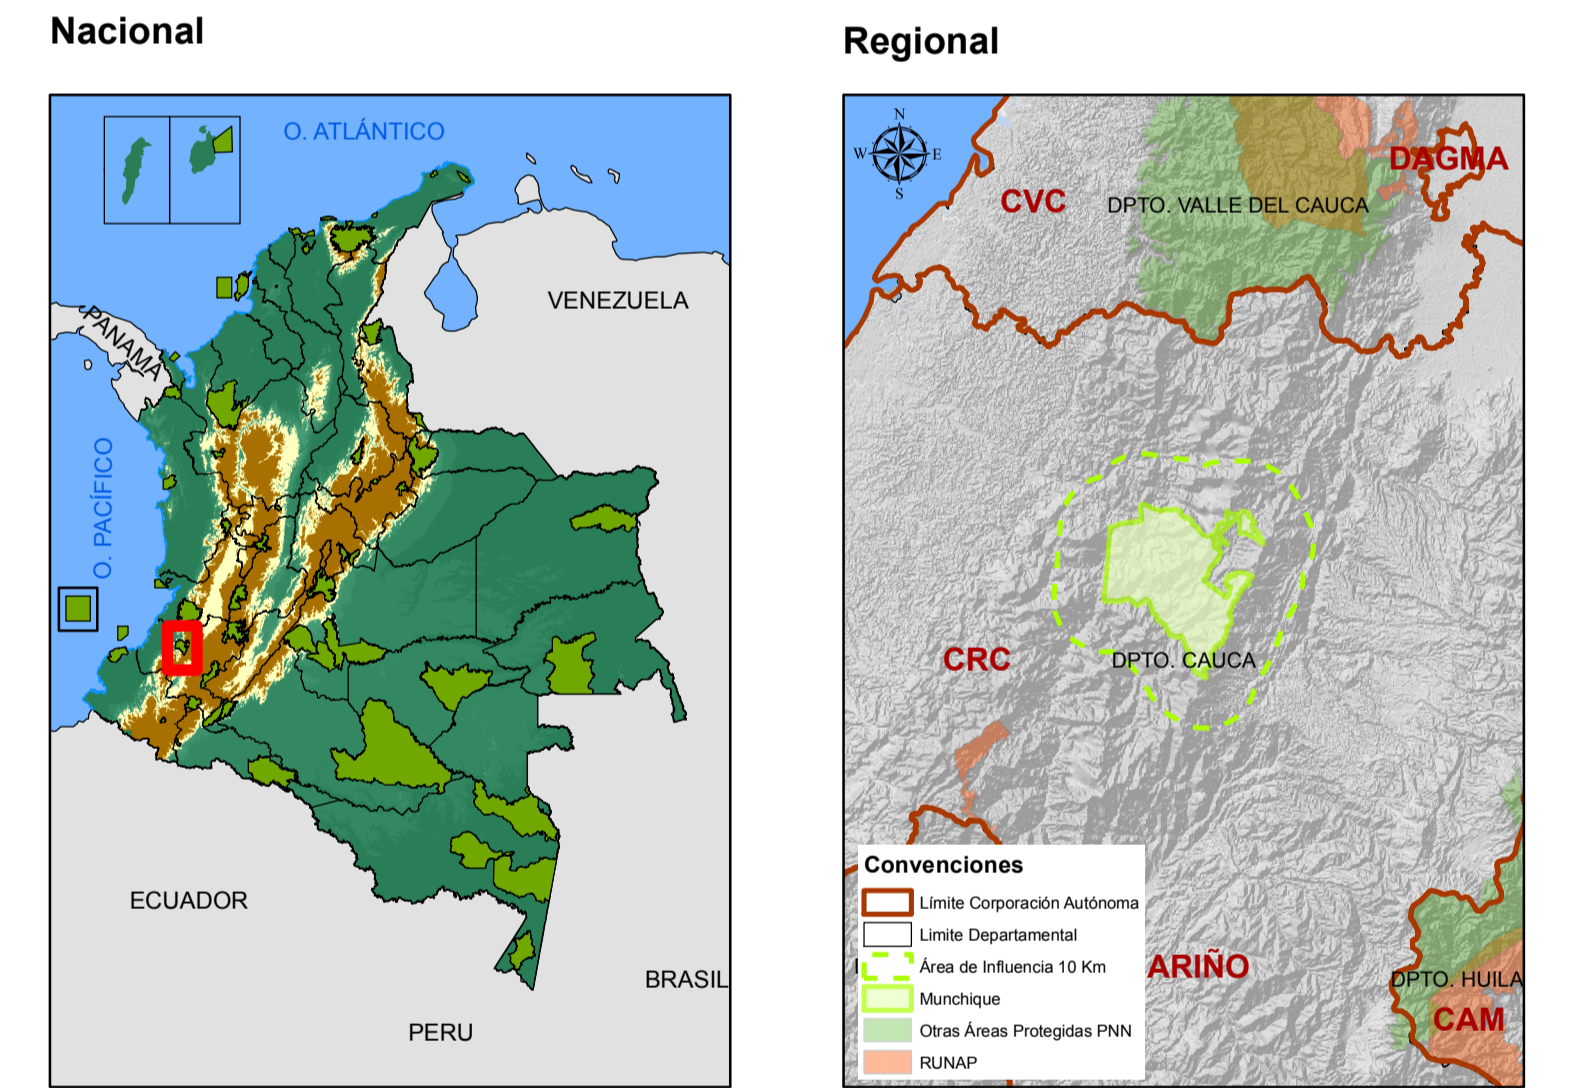 Nacional
O. ATLÁNTICO
VENEZUELA
PANAMÁ
O. PACÍFICO
ECUADOR
BRASIL
PERU
Regional
N
W
E
S
DAGMA
CVC
DPTO. VALLE DEL CAUCA
CRC
DPTO. CAUCA
ARIÑO
DPTO. HUILA
CAM
Convenciones
Límite Corporación Autónoma
Limite Departamental
Área de Influencia 10 Km
Munchique
Otras Áreas Protegidas PNN
RUNAP